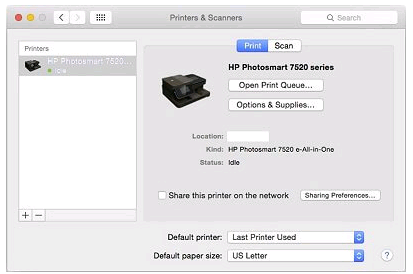 Printers & Scanners
Search
Printers
HP Photosmart 7520...
Idle
Print
Scan
HP Photosmart 7520 series
Open Print Queue...
Options & Supplies...
Location:
Kind: HP Photosmart 7520 e-All-in-One
Status: Idle
Share this printer on the network
Sharing Preferences...
+ −
Default printer: Last Printer Used
Default paper size: US Letter
?